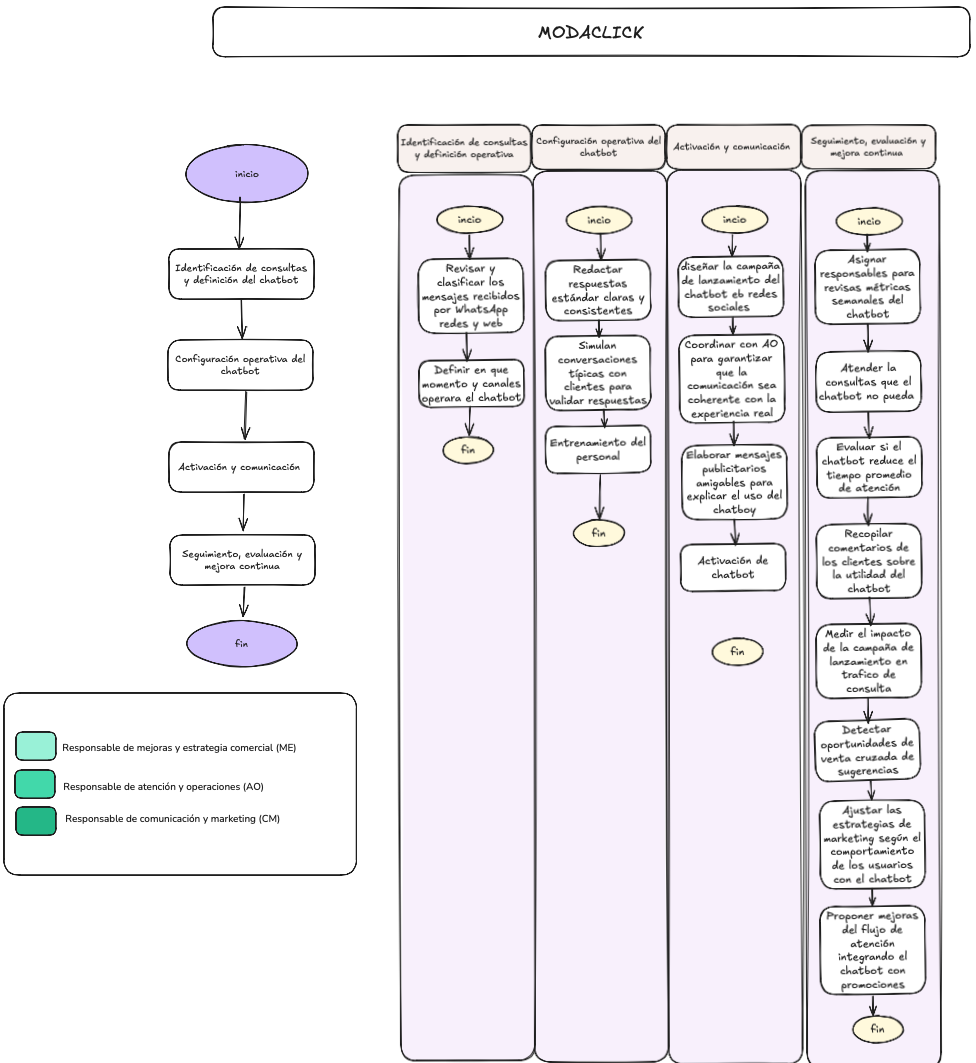 MODACLICK
inicio
Identificación de consultas
y definición del chatbot
Configuración operativa del
chatbot
Activación y comunicación
Seguimiento, evaluación y
mejora continua
fin
Responsable de mejoras y estrategia comercial (ME)
Responsable de atención y operaciones (AO)
Responsable de comunicación y marketing (CM)
Identificación de consultas
y definición operativa
incio
Revisar y
clasificar los
mensajes recibidos
por WhatsApp
redes y web
Definir en que
momento y canales
operara el chatbot
fin
Configuración operativa del
chatbot
incio
Redactar
respuestas
estándar claras y
consistentes
Simulan
conversaciones
típicas con
clientes para
validar respuestas
Entrenamiento del
personal
fin
Activación y comunicación
incio
diseñar la campaña
de lanzamiento del
chatbot eb redes
sociales
Coordinar con AO
para garantizar
que la
comunicación sea
coherente con la
experiencia real
Elaborar mensajes
publicitarios
amigables para
explicar el uso del
chatboy
Activación de
chatbot
fin
Seguimiento, evaluación y
mejora continua
incio
Asignar
responsables para
revisas métricas
semanales del
chatbot
Atender la
consultas que el
chatbot no pueda
Evaluar si el
chatbot reduce el
tiempo promedio
de atención
Recopilar
comentarios de
los clientes sobre
la utilidad del
chatbot
Medir el impacto
de la campaña de
lanzamiento en
trafico de
consulta
Detectar
oportunidades de
venta cruzada de
sugerencias
Ajustar las
estrategias de
marketing según el
comportamiento
de los usuarios
con el chatbot
Proponer mejoras
del flujo de
atención
integrando el
chatbot con
promociones
fin